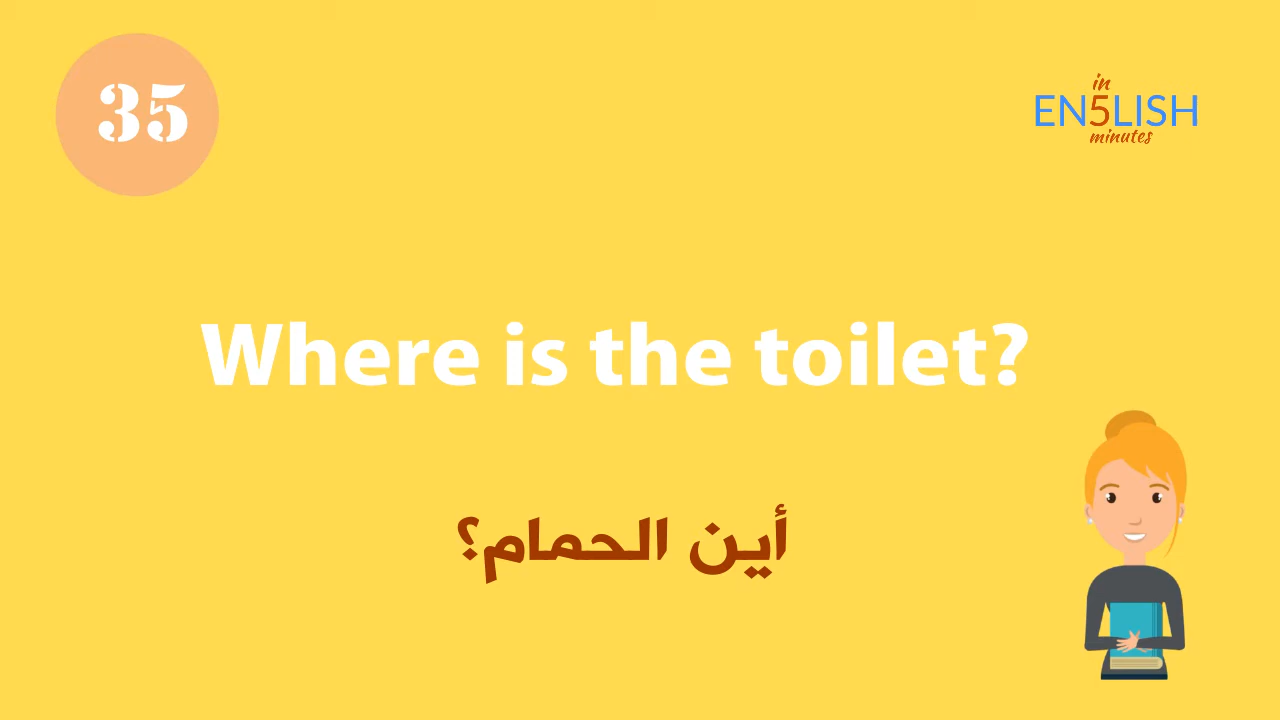 35
in
EN5LISH
minutes
Where is the toilet?
أين الحمام؟